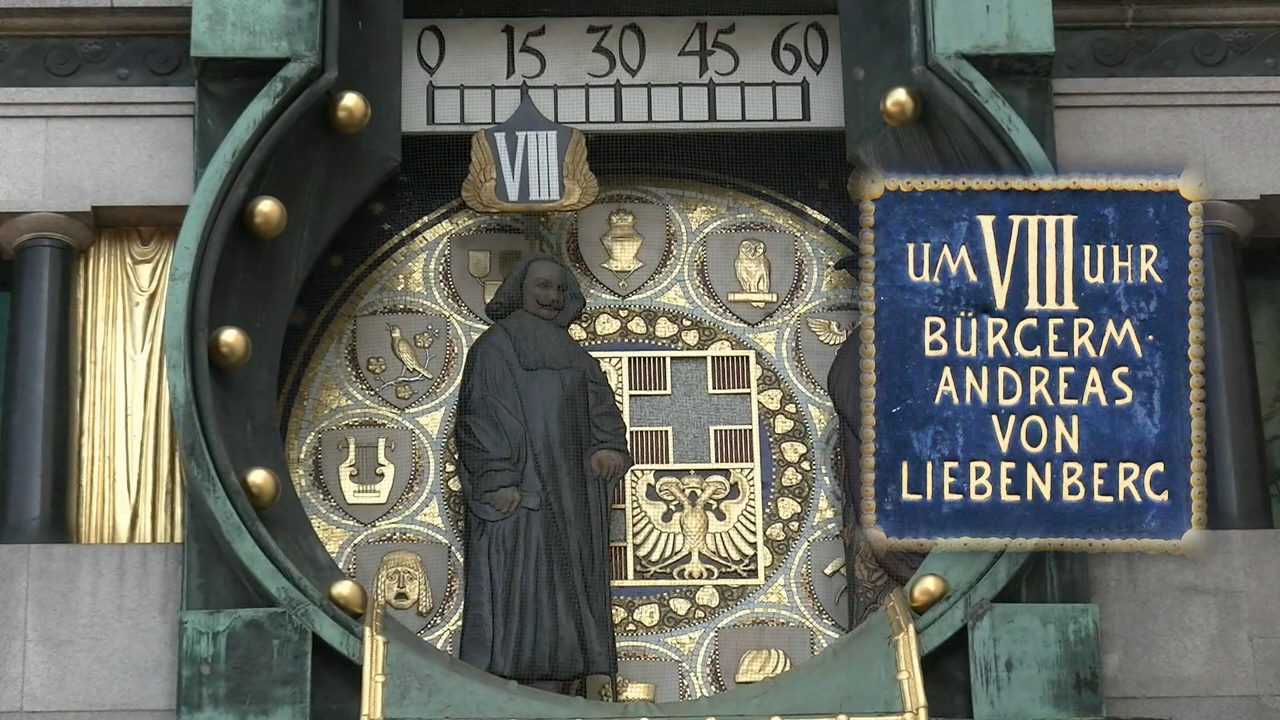 0 15 30 45 60
VIII
UM VIII UHR
BÜRGERM·
ANDREAS
VON
LIEBENBERG